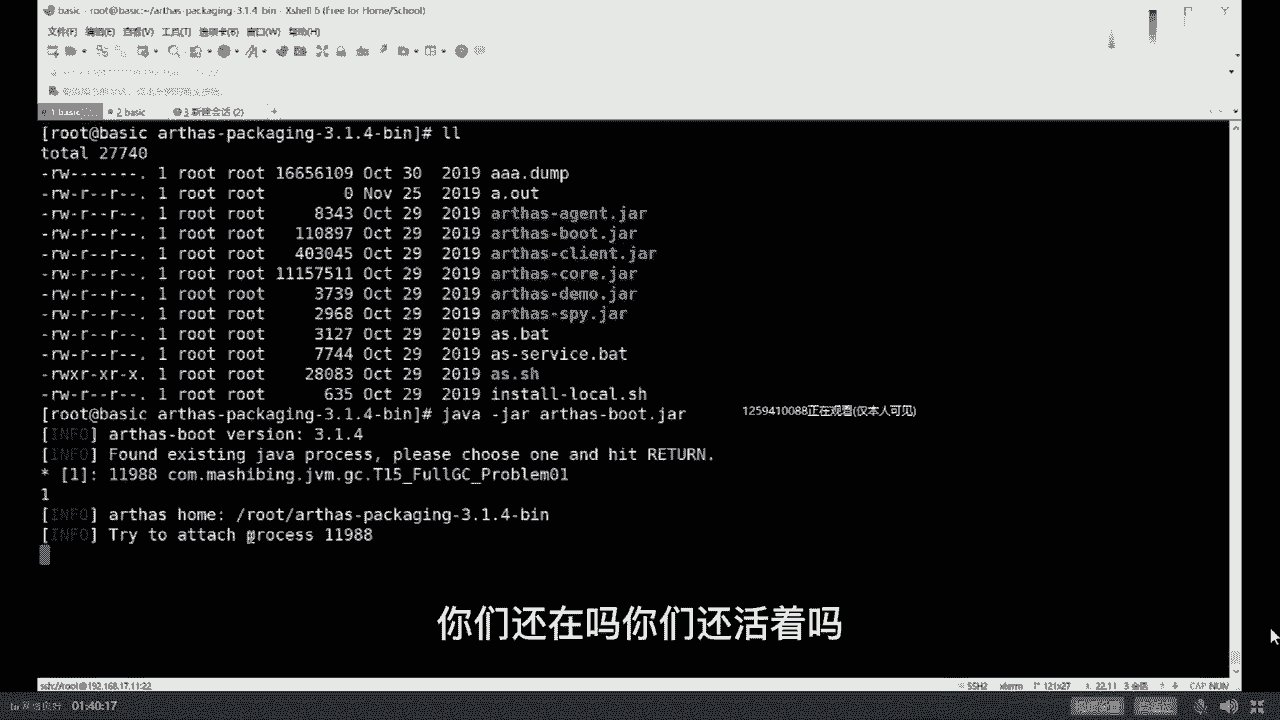 basic - root@basic:~/arthas-packaging-3.1.4-bin - Xshell 6 (Free for Home/School)
文件(F) 编辑(E) 查看(V) 工具(T) 选项卡(B) 窗口(W) 帮助(H)
1 basic 2 basic 3 新建会话 (2) +
[root@basic arthas-packaging-3.1.4-bin]# ll
total 27740
-rw-------. 1 root root 16656109 Oct 30 2019 aaa.dump
-rw-r--r--. 1 root root 0 Nov 25 2019 a.out
-rw-r--r--. 1 root root 8343 Oct 29 2019 arthas-agent.jar
-rw-r--r--. 1 root root 110897 Oct 29 2019 arthas-boot.jar
-rw-r--r--. 1 root root 403045 Oct 29 2019 arthas-client.jar
-rw-r--r--. 1 root root 11157511 Oct 29 2019 arthas-core.jar
-rw-r--r--. 1 root root 3739 Oct 29 2019 arthas-demo.jar
-rw-r--r--. 1 root root 2968 Oct 29 2019 arthas-spy.jar
-rw-r--r--. 1 root root 3127 Oct 29 2019 as.bat
-rw-r--r--. 1 root root 7744 Oct 29 2019 as-service.bat
-rwxr-xr-x. 1 root root 28083 Oct 29 2019 as.sh
-rw-r--r--. 1 root root 635 Oct 29 2019 install-local.sh
[root@basic arthas-packaging-3.1.4-bin]# java -jar arthas-boot.jar
1259410088正在观看(仅本人可见)
[INFO] arthas-boot version: 3.1.4
[INFO] Found existing java process, please choose one and hit RETURN.
* [1]: 11988 com.mashibing.jvm.gc.T15_FullGC_Problem01
1
[INFO] arthas home: /root/arthas-packaging-3.1.4-bin
[INFO] Try to attach process 11988
你们还在吗你们还活着吗
ssh://root@192.168.17.11:22 SSH2 xterm 121x27 22,11 3 会话 CAP NUM
01:40:17